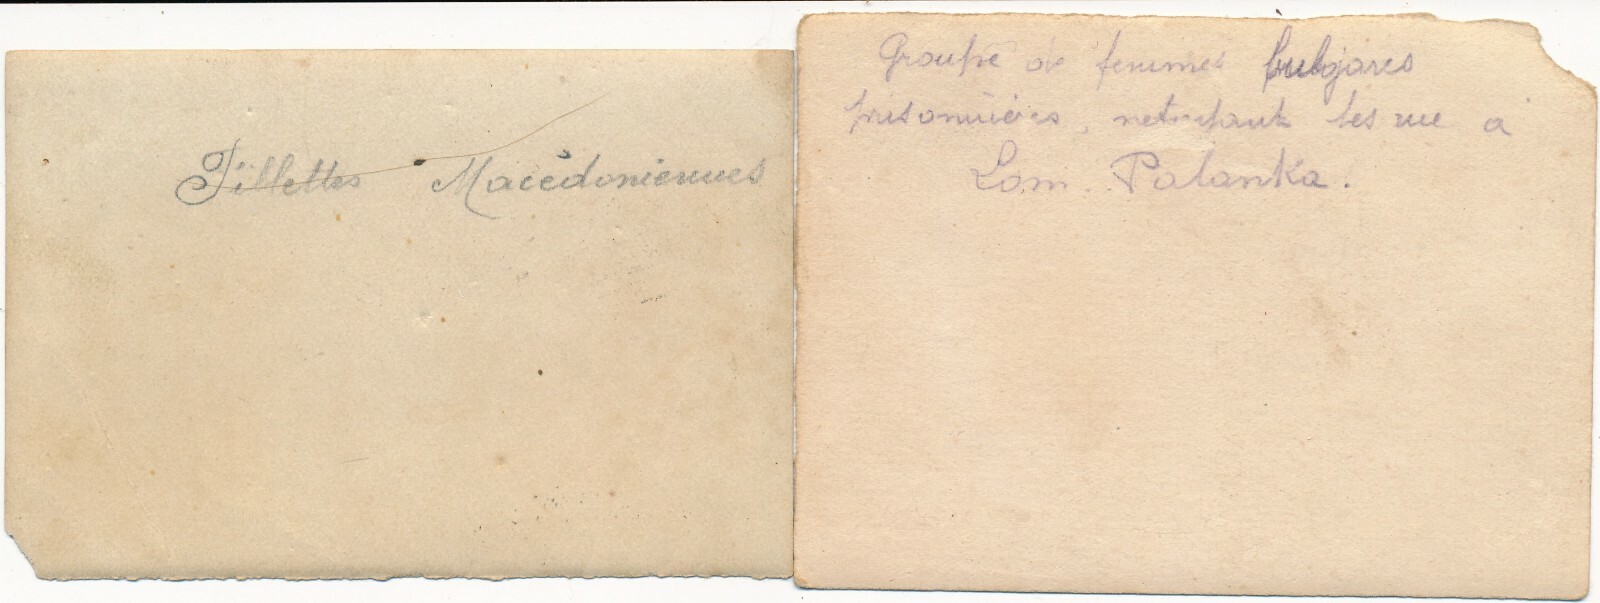 Fillettes Macédoniennes
Groupe de femmes bulgares
prisonnières, nettoyant les rue à
Lom Palanka.